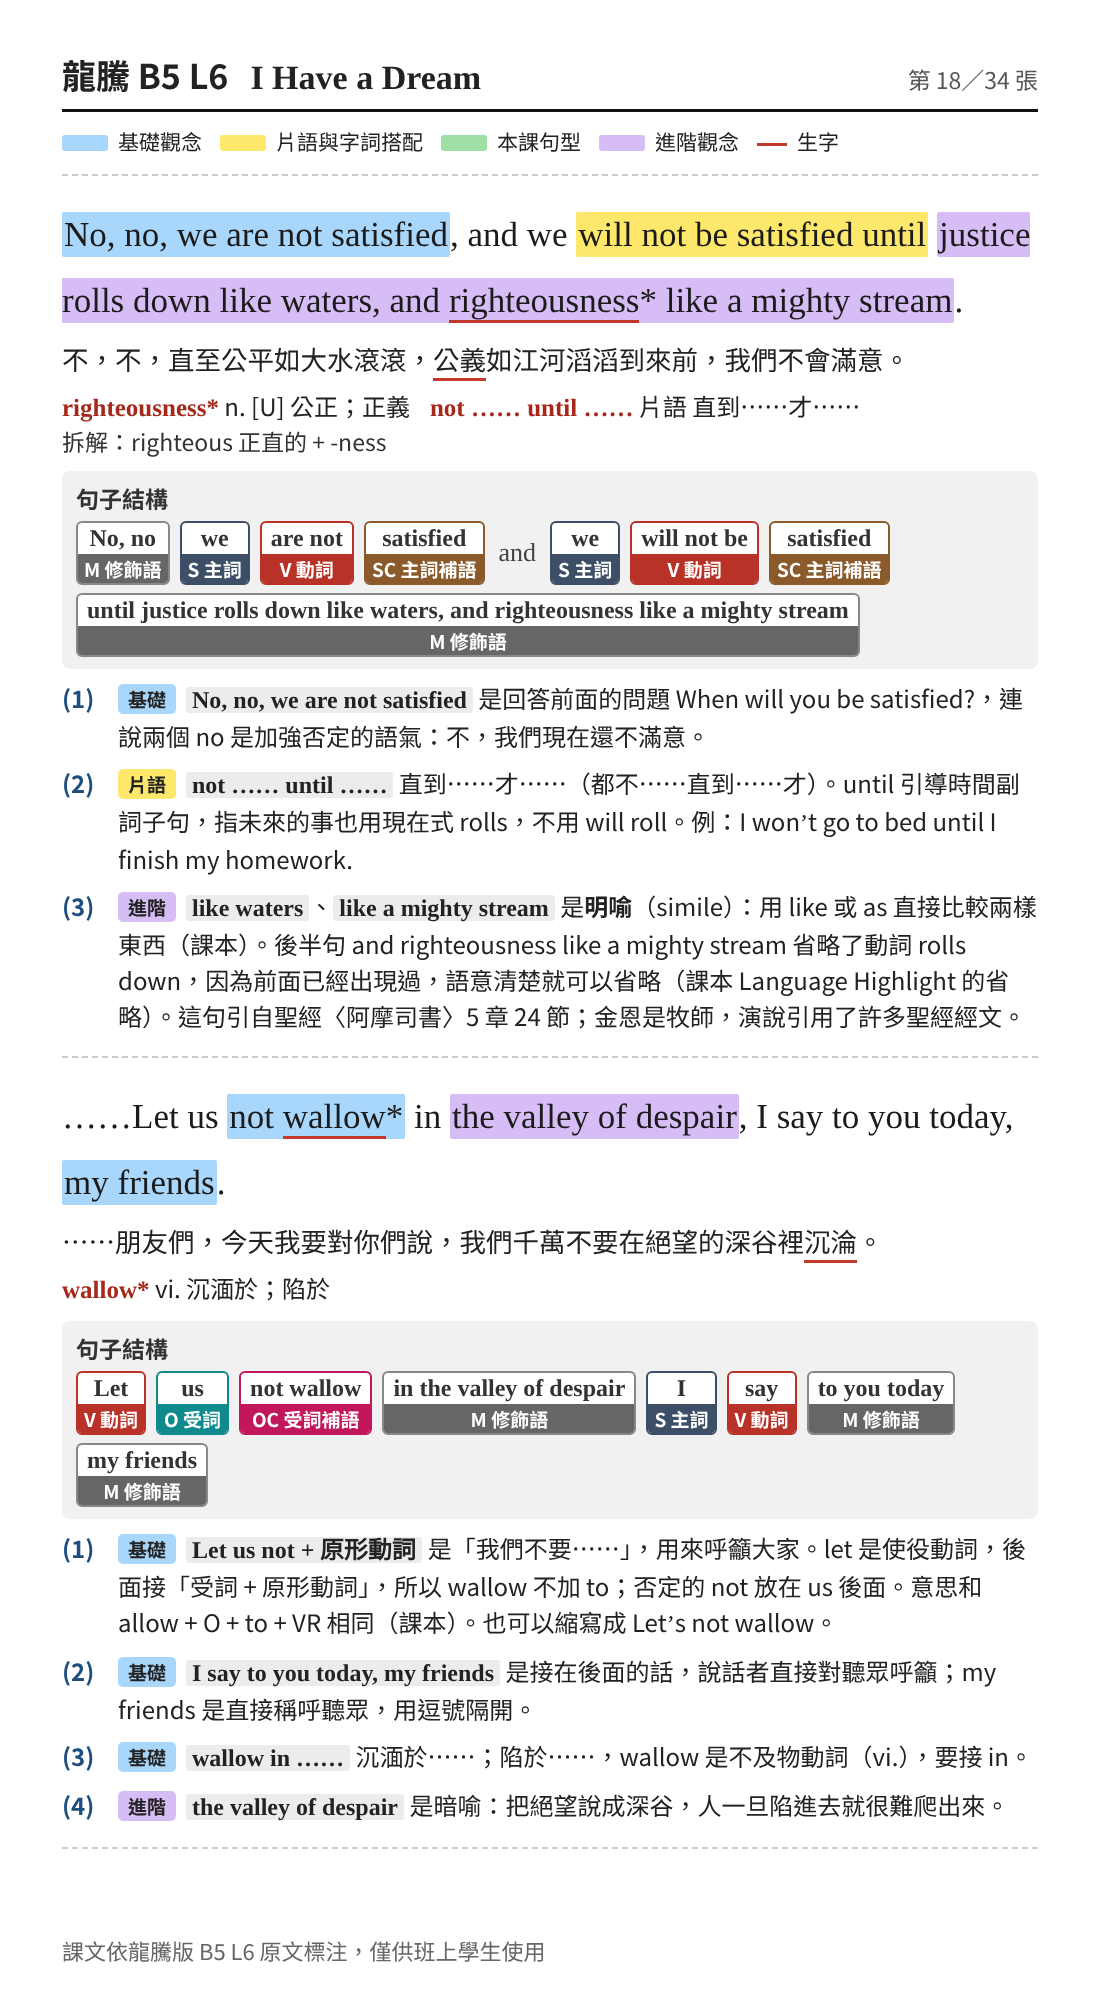 龍騰 B5 L6 I Have a Dream
第 18／34 張
基礎觀念 片語與字詞搭配 本課句型 進階觀念 生字
No, no, we are not satisfied, and we will not be satisfied until justice
rolls down like waters, and righteousness* like a mighty stream.
不，不，直至公平如大水滾滾，公義如江河滔滔到來前，我們不會滿意。
righteousness* n. [U] 公正；正義 not …… until …… 片語 直到⋯⋯才⋯⋯
拆解：righteous 正直的 + -ness
句子結構
No, no we are not satisfied and we will not be satisfied
M 修飾語 S 主詞 V 動詞 SC 主詞補語 S 主詞 V 動詞 SC 主詞補語
until justice rolls down like waters, and righteousness like a mighty stream
M 修飾語
(1) 基礎 No, no, we are not satisfied 是回答前面的問題 When will you be satisfied?，連
說兩個 no 是加強否定的語氣：不，我們現在還不滿意。
(2) 片語 not …… until …… 直到⋯⋯才⋯⋯（都不⋯⋯直到⋯⋯才）。until 引導時間副
詞子句，指未來的事也用現在式 rolls，不用 will roll。例：I won’t go to bed until I
finish my homework.
(3) 進階 like waters、like a mighty stream 是明喻（simile）：用 like 或 as 直接比較兩樣
東西（課本）。後半句 and righteousness like a mighty stream 省略了動詞 rolls
down，因為前面已經出現過，語意清楚就可以省略（課本 Language Highlight 的省
略）。這句引自聖經〈阿摩司書〉5 章 24 節；金恩是牧師，演說引用了許多聖經經文。
……Let us not wallow* in the valley of despair, I say to you today,
my friends.
⋯⋯朋友們，今天我要對你們說，我們千萬不要在絕望的深谷裡沉淪。
wallow* vi. 沉湎於；陷於
句子結構
Let us not wallow in the valley of despair I say to you today
V 動詞 O 受詞 OC 受詞補語 M 修飾語 S 主詞 V 動詞 M 修飾語
my friends
M 修飾語
(1) 基礎 Let us not + 原形動詞 是「我們不要⋯⋯」，用來呼籲大家。let 是使役動詞，後
面接「受詞 + 原形動詞」，所以 wallow 不加 to；否定的 not 放在 us 後面。意思和
allow + O + to + VR 相同（課本）。也可以縮寫成 Let’s not wallow。
(2) 基礎 I say to you today, my friends 是接在後面的話，說話者直接對聽眾呼籲；my
friends 是直接稱呼聽眾，用逗號隔開。
(3) 基礎 wallow in …… 沉湎於⋯⋯；陷於⋯⋯，wallow 是不及物動詞（vi.），要接 in。
(4) 進階 the valley of despair 是暗喻：把絕望說成深谷，人一旦陷進去就很難爬出來。
課文依龍騰版 B5 L6 原文標注，僅供班上學生使用